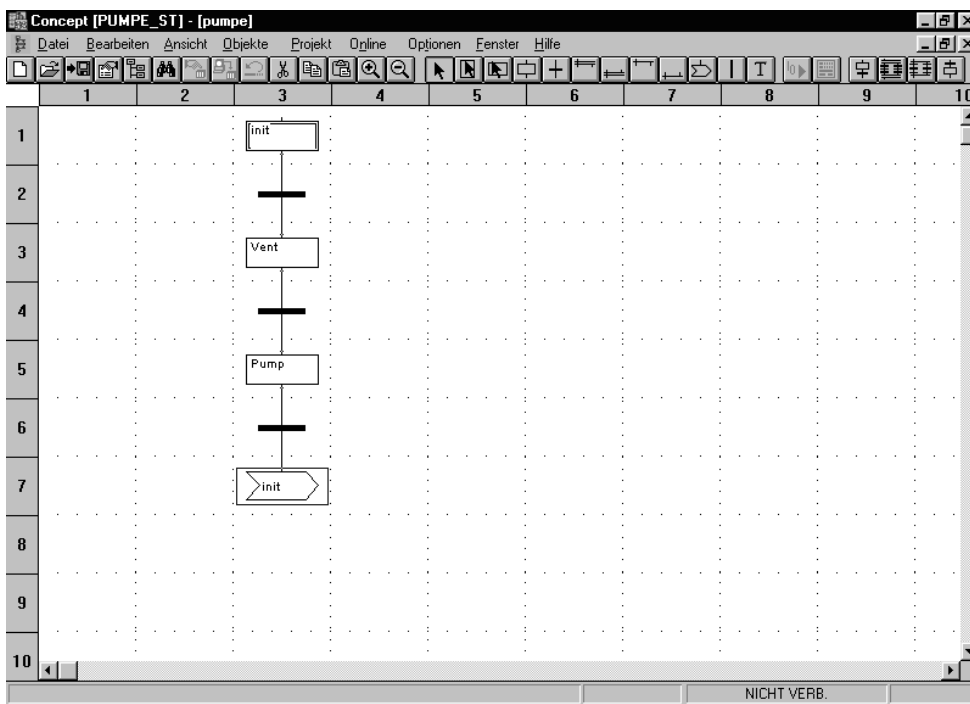 Concept [PUMPE_ST] - [pumpe]
Datei Bearbeiten Ansicht Objekte Projekt Online Optionen Fenster Hilfe
T
1 2 3 4 5 6 7 8 9 10
1
init
2
3
Vent
4
5
Pump
6
7
init
8
9
10
NICHT VERB.